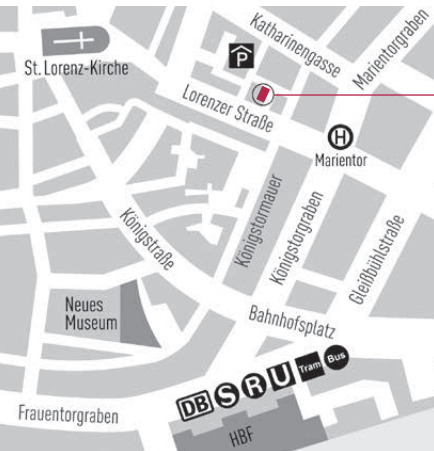 Katharinengasse
Marientorgraben
P
St. Lorenz-Kirche
Lorenzer Straße
H
Marientor
Königstormauer
Königstorgraben
Gleißbühlstraße
Königstraße
Neues
Museum
Bahnhofsplatz
DB S R U Tram Bus
Frauentorgraben
HBF